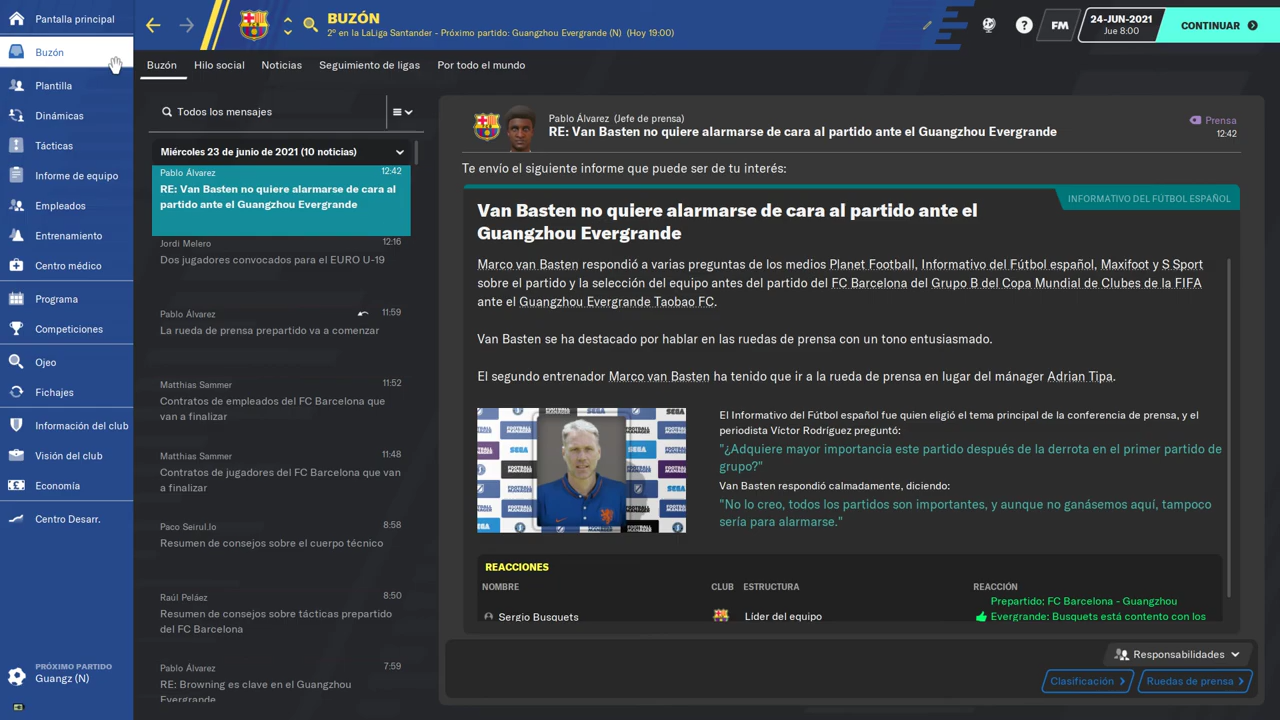 Pantalla principal
Buzón
Plantilla
Dinámicas
Tácticas
Informe de equipo
Empleados
Entrenamiento
Centro médico
Programa
Competiciones
Ojeo
Fichajes
Información del club
Visión del club
Economía
Centro Desarr.
PRÓXIMO PARTIDO
Guangz (N)
BUZÓN
2º en la LaLiga Santander - Próximo partido: Guangzhou Evergrande (N) (Hoy 19:00)
?
FM
24-JUN-2021
Jue 8:00
CONTINUAR
Buzón
Hilo social
Noticias
Seguimiento de ligas
Por todo el mundo
Todos los mensajes
Miércoles 23 de junio de 2021 (10 noticias)
Pablo Álvarez 12:42
RE: Van Basten no quiere alarmarse de cara al
partido ante el Guangzhou Evergrande
Jordi Melero 12:16
Dos jugadores convocados para el EURO U-19
Pablo Álvarez 11:59
La rueda de prensa prepartido va a comenzar
Matthias Sammer 11:52
Contratos de empleados del FC Barcelona que
van a finalizar
Matthias Sammer 11:48
Contratos de jugadores del FC Barcelona que van
a finalizar
Paco Seirul.lo 8:58
Resumen de consejos sobre el cuerpo técnico
Raúl Peláez 8:50
Resumen de consejos sobre tácticas prepartido
del FC Barcelona
Pablo Álvarez 7:59
RE: Browning es clave en el Guangzhou
Evergrande
Pablo Álvarez (Jefe de prensa)
RE: Van Basten no quiere alarmarse de cara al partido ante el Guangzhou Evergrande
Prensa
12:42
Te envío el siguiente informe que puede ser de tu interés:
INFORMATIVO DEL FÚTBOL ESPAÑOL
Van Basten no quiere alarmarse de cara al partido ante el
Guangzhou Evergrande
Marco van Basten respondió a varias preguntas de los medios Planet Football, Informativo del Fútbol español, Maxifoot y S Sport
sobre el partido y la selección del equipo antes del partido del FC Barcelona del Grupo B del Copa Mundial de Clubes de la FIFA
ante el Guangzhou Evergrande Taobao FC.
Van Basten se ha destacado por hablar en las ruedas de prensa con un tono entusiasmado.
El segundo entrenador Marco van Basten ha tenido que ir a la rueda de prensa en lugar del mánager Adrian Tipa.
El Informativo del Fútbol español fue quien eligió el tema principal de la conferencia de prensa, y el
periodista Víctor Rodríguez preguntó:
"¿Adquiere mayor importancia este partido después de la derrota en el primer partido de
grupo?"
Van Basten respondió calmadamente, diciendo:
"No lo creo, todos los partidos son importantes, y aunque no ganásemos aquí, tampoco
sería para alarmarse."
REACCIONES
NOMBRE CLUB ESTRUCTURA REACCIÓN
Sergio Busquets Líder del equipo
Prepartido: FC Barcelona - Guangzhou
Evergrande: Busquets está contento con los
Responsabilidades
Clasificación
Ruedas de prensa